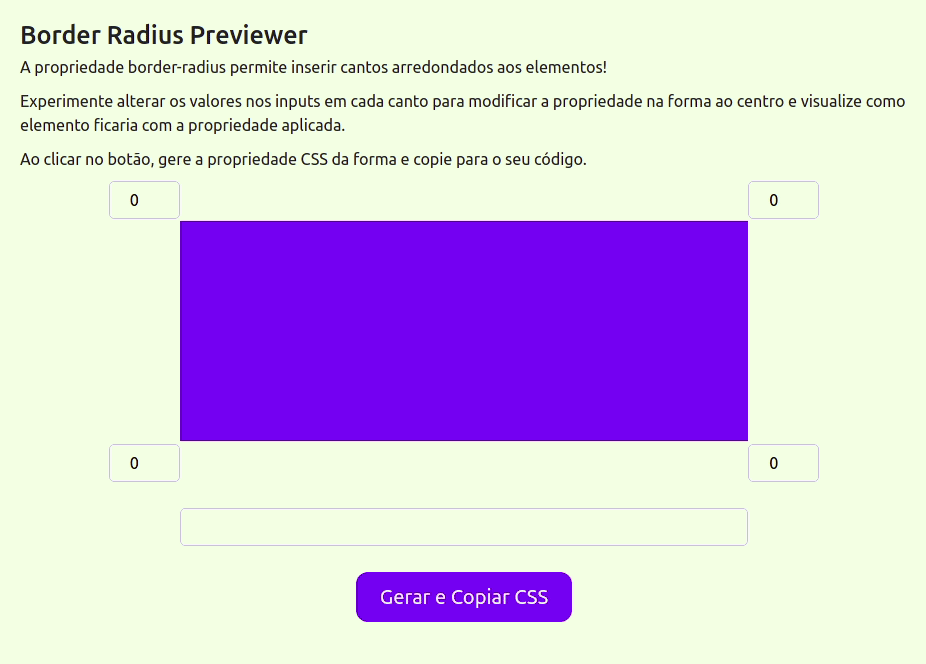 Border Radius Previewer
A propriedade border-radius permite inserir cantos arredondados aos elementos!
Experimente alterar os valores nos inputs em cada canto para modificar a propriedade na forma ao centro e visualize como
elemento ficaria com a propriedade aplicada.
Ao clicar no botão, gere a propriedade CSS da forma e copie para o seu código.
0
0
0
0
Gerar e Copiar CSS